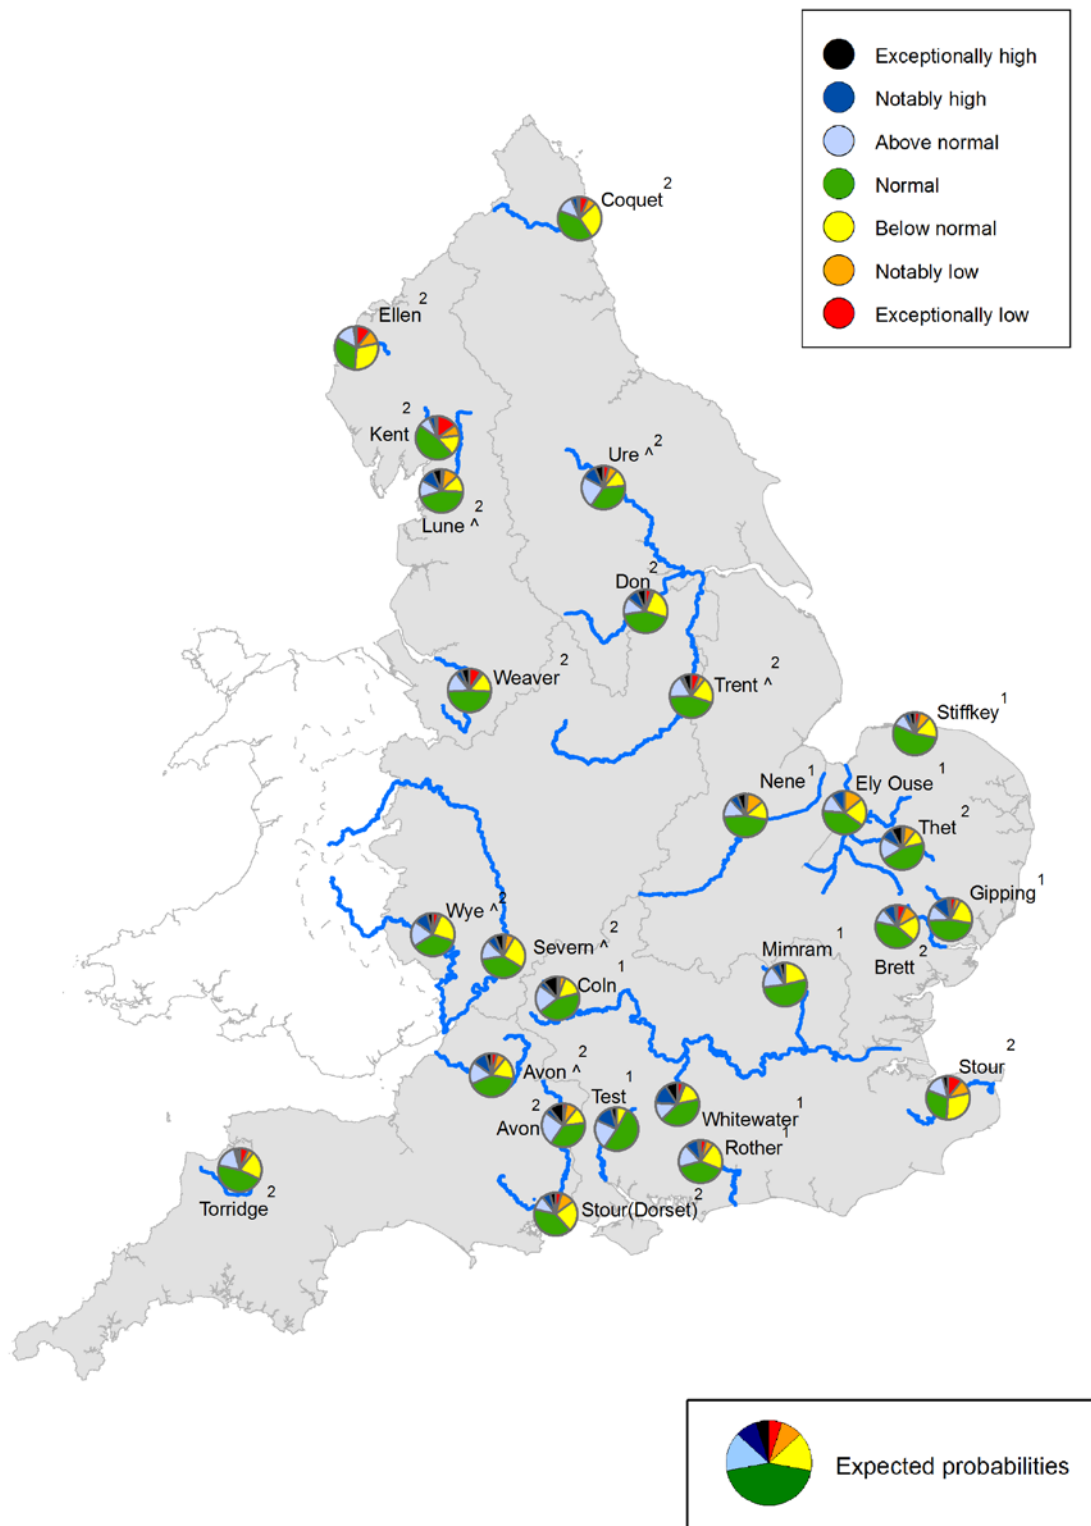 Exceptionally high
Notably high
Above normal
Normal
Below normal
Notably low
Exceptionally low
Coquet 2
Ellen 2
Kent 2
Ure ^ 2
Lune ^ 2
Don 2
Weaver 2
Trent ^ 2
Stiffkey 1
Nene 1
Ely Ouse 1
Thet 2
Gipping 1
Wye ^ 2
Severn ^ 2
Mimram 1
Brett 2
Coln 1
Avon ^ 2
Test 1
Stour 2
Avon 2
Whitewater 1
Rother 1
Torridge 2
Stour(Dorset) 2
Expected probabilities